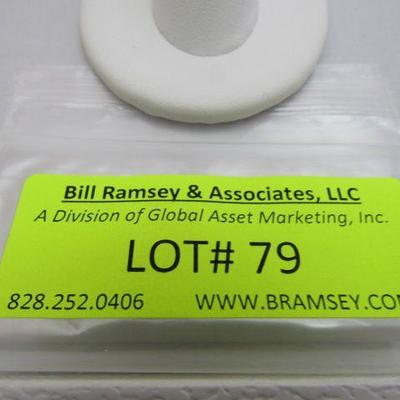 Bill Ramsey & Associates, LLC
A Division of Global Asset Marketing, Inc.
LOT# 79
828.252.0406 WWW.BRAMSEY.CO